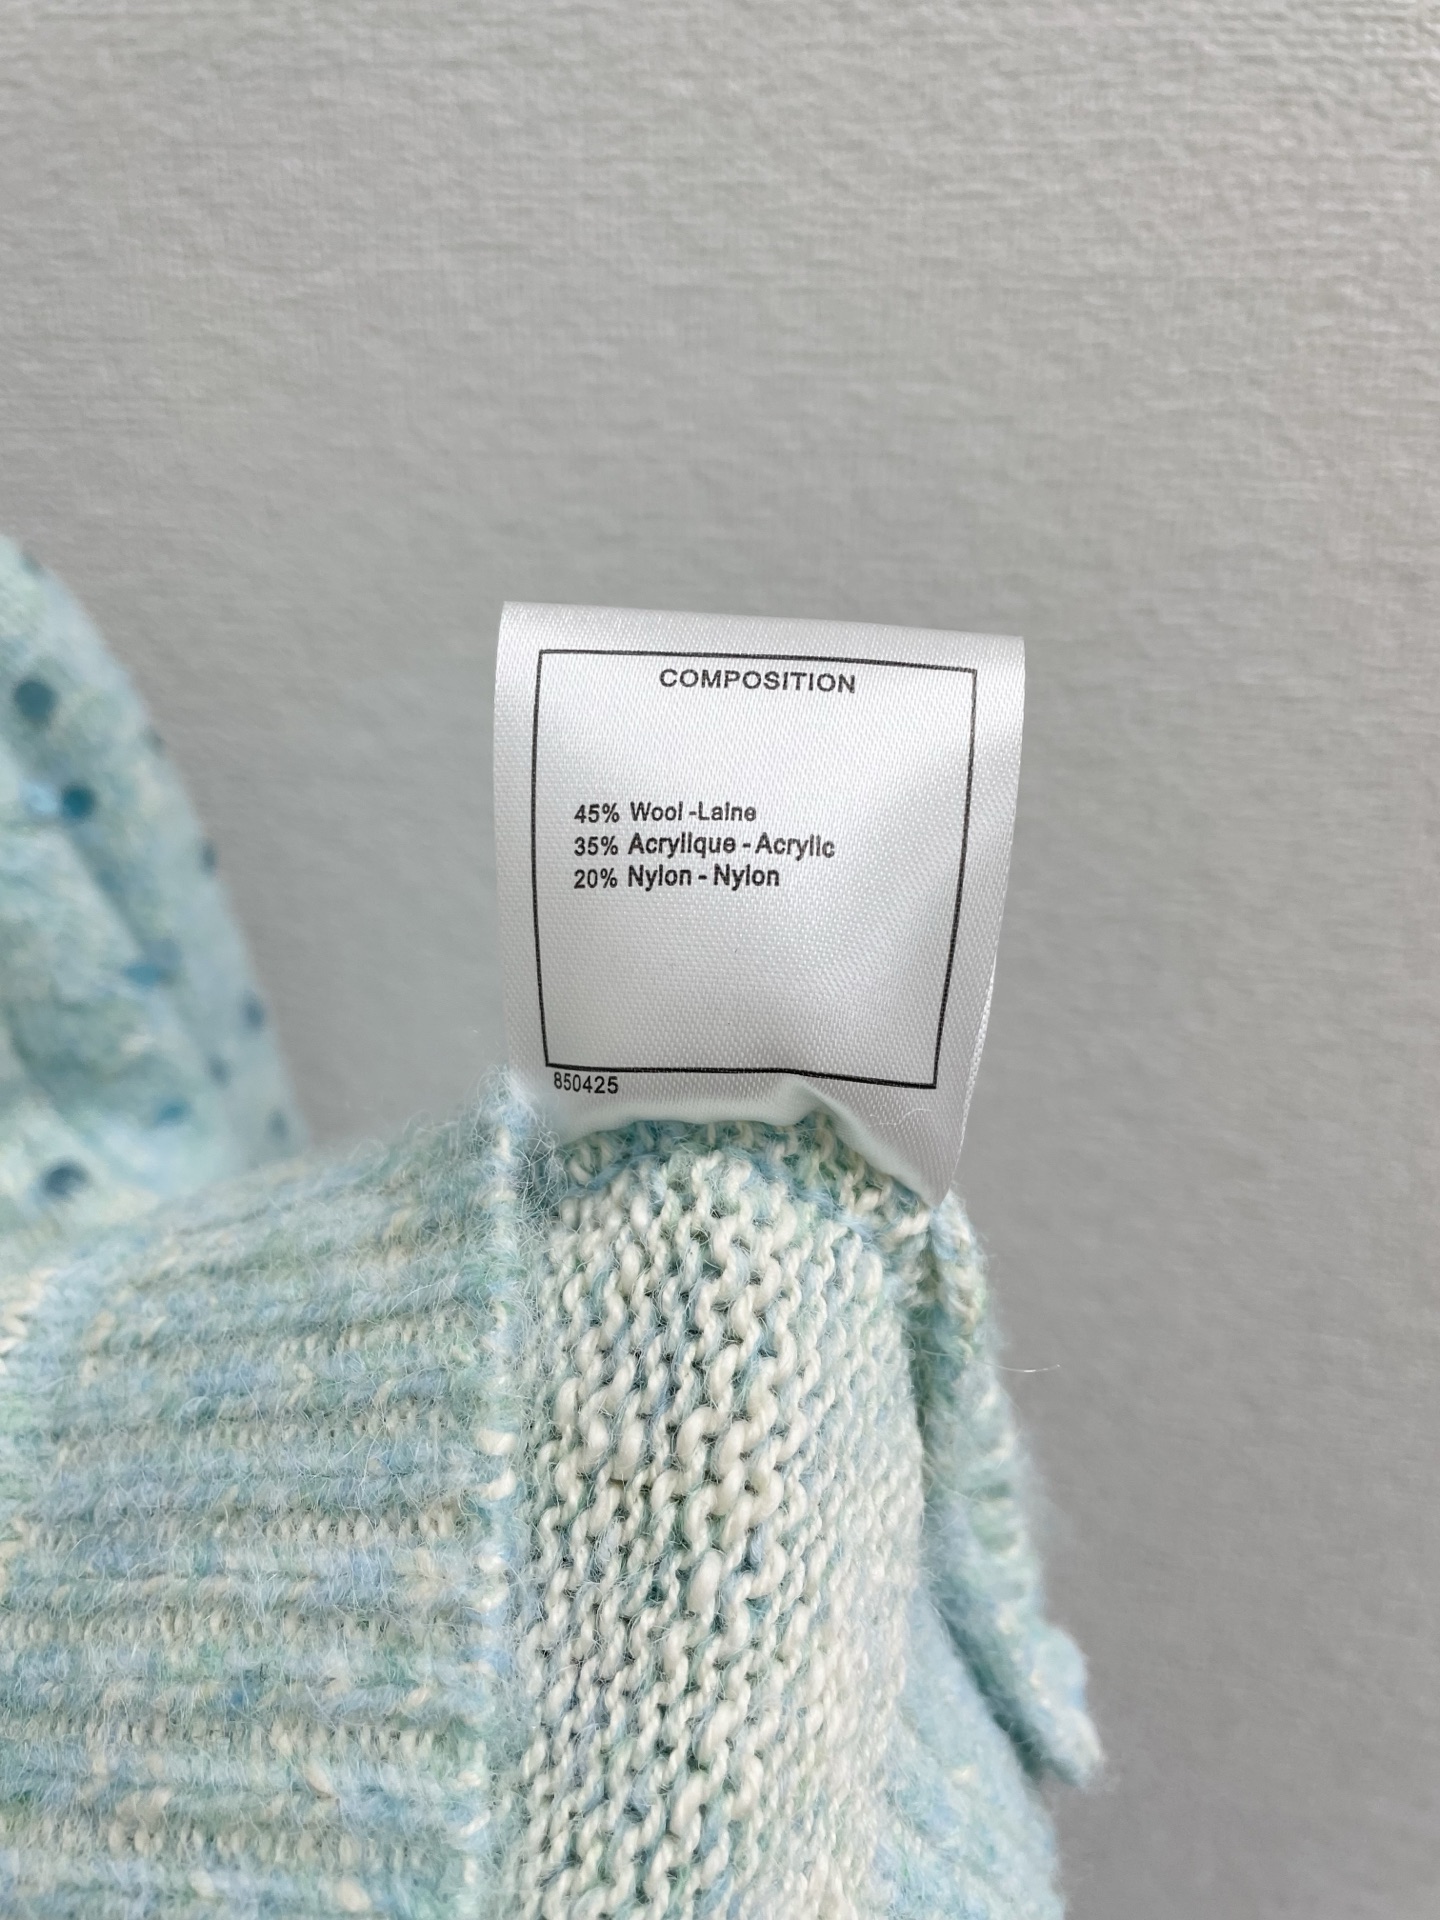 COMPOSITION
45% Wool -Laine
35% Acrylique - Acrylic
20% Nylon - Nylon
850425